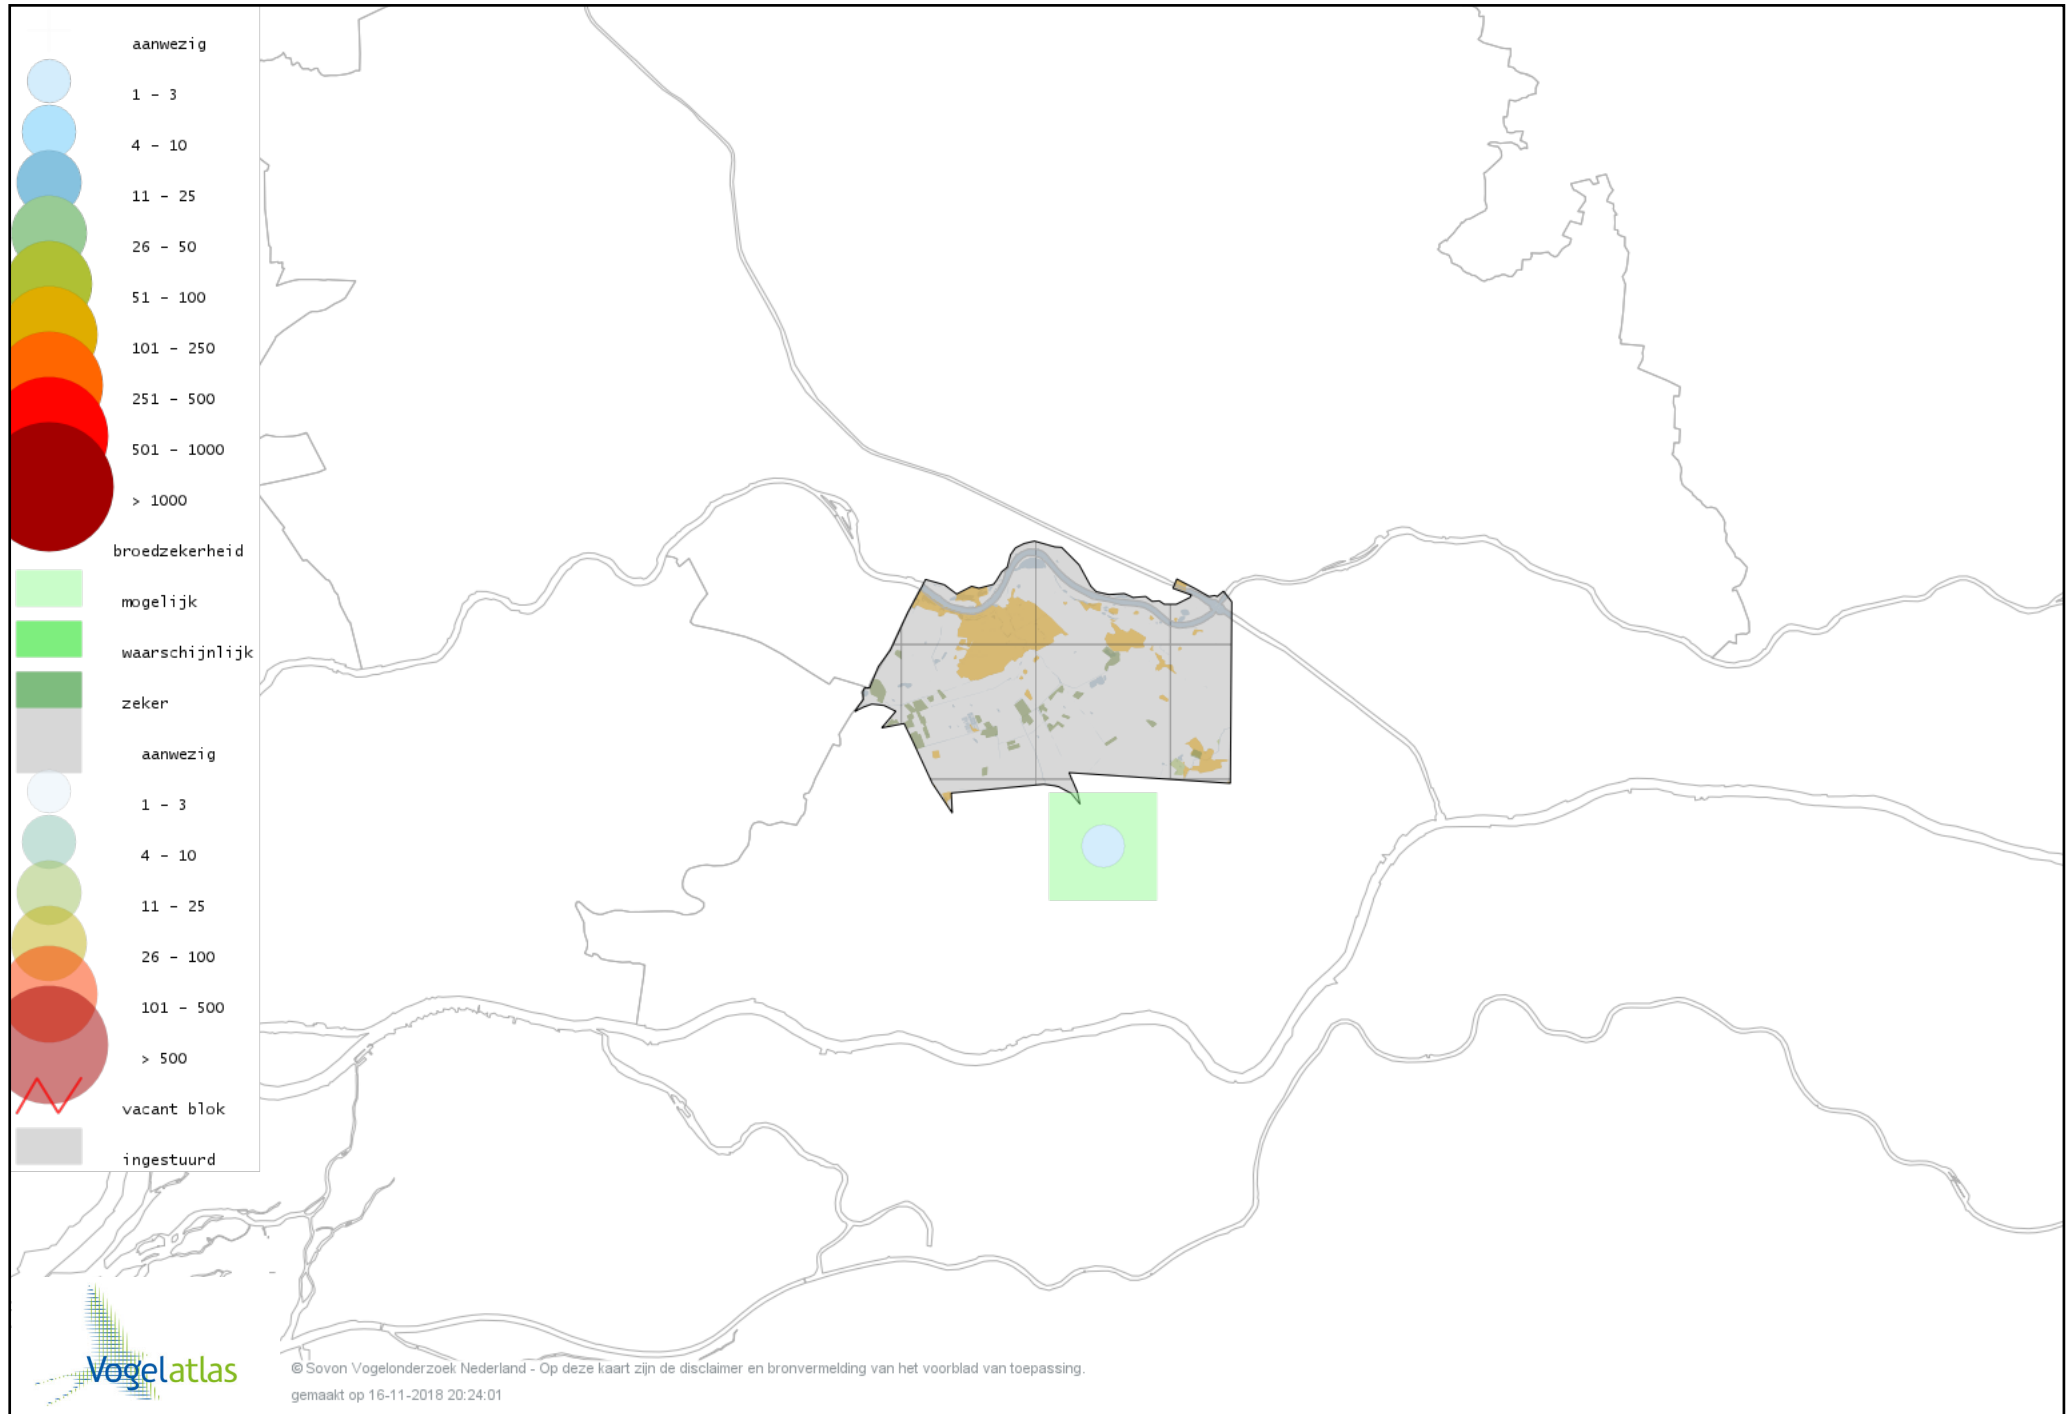 aanwezig
1 - 3
4 - 10
11 - 25
26 - 50
51 - 100
101 - 250
251 - 500
501 - 1000
> 1000
broedzekerheid
mogelijk
waarschijnlijk
zeker
aanwezig
1 - 3
4 - 10
11 - 25
26 - 100
101 - 500
> 500
vacant blok
ingestuurd
Vogelatlas
© Sovon Vogelonderzoek Nederland - Op deze kaart zijn de disclaimer en bronvermelding van het voorblad van toepassing.
gemaakt op 16-11-2018 20:24:01